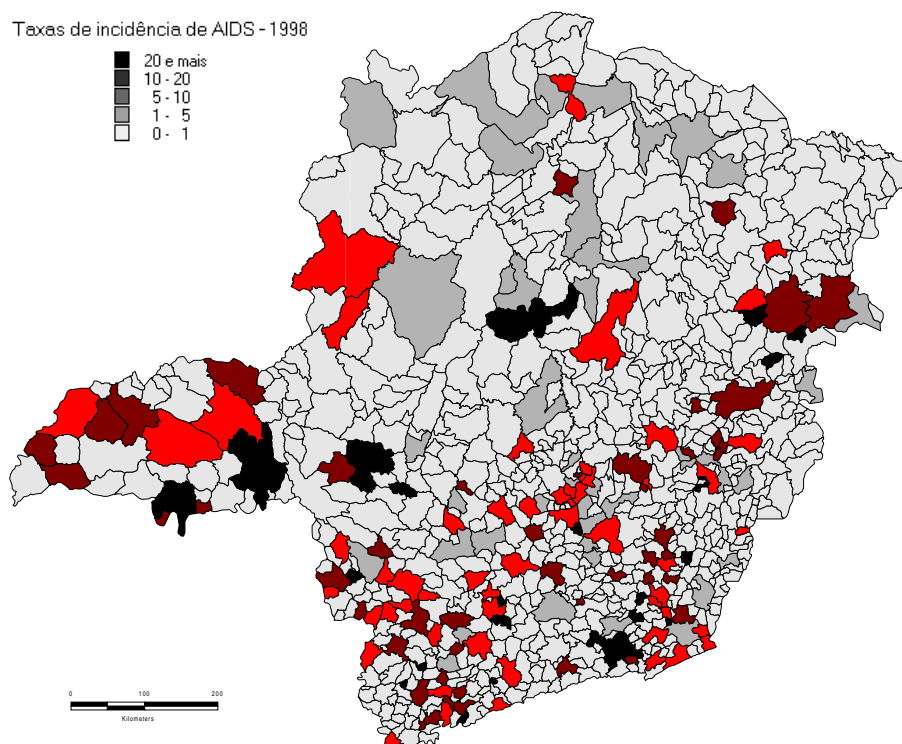 Taxas de incidência de AIDS - 1998
20 e mais
10 - 20
5 - 10
1 - 5
0 - 1
0 100 200
Kilometers